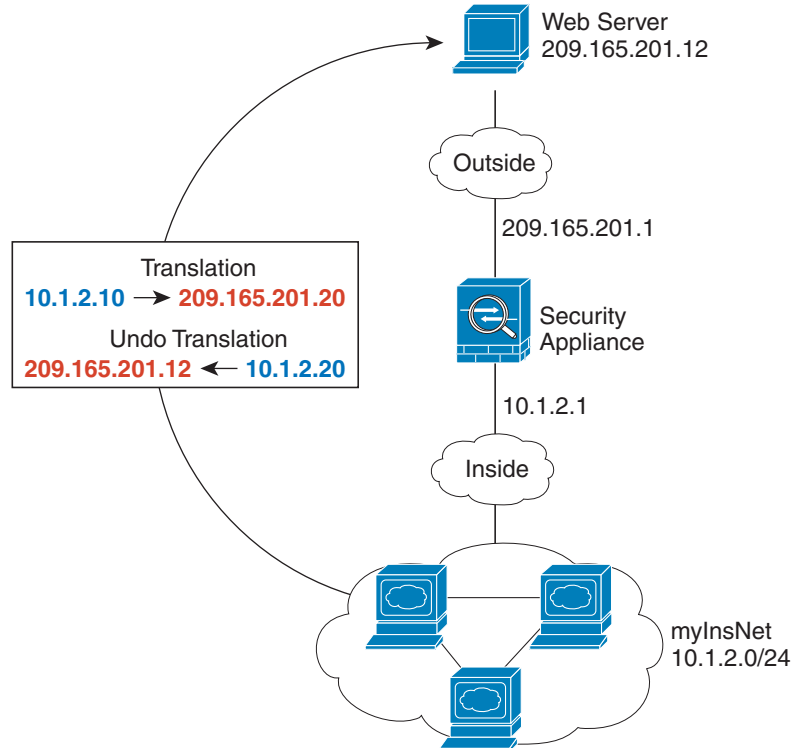 Web Server
209.165.201.12
Outside
209.165.201.1
Translation
10.1.2.10 → 209.165.201.20
Undo Translation
209.165.201.12 ← 10.1.2.20
Security
Appliance
10.1.2.1
Inside
myInsNet
10.1.2.0/24